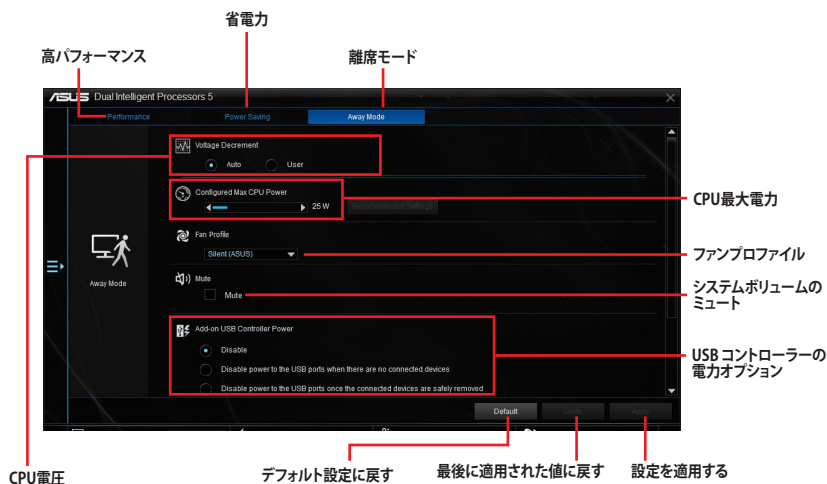 省電力
高パフォーマンス
離席モード
ASUS Dual Intelligent Processors 5
Performance
Power Saving
Away Mode
Voltage Decrement
Auto
User
Configured Max CPU Power
25 W
Recommended Settings
CPU最大電力
Fan Profile
Silent (ASUS)
ファンプロファイル
Away Mode
Mute
Mute
システムボリュームの
ミュート
Add-on USB Controller Power
Disable
Disable power to the USB ports when there are no connected devices
Disable power to the USB ports once the connected devices are safely removed
USB コントローラーの
電力オプション
Default
Undo
Apply
CPU電圧
デフォルト設定に戻す
最後に適用された値に戻す
設定を適用する